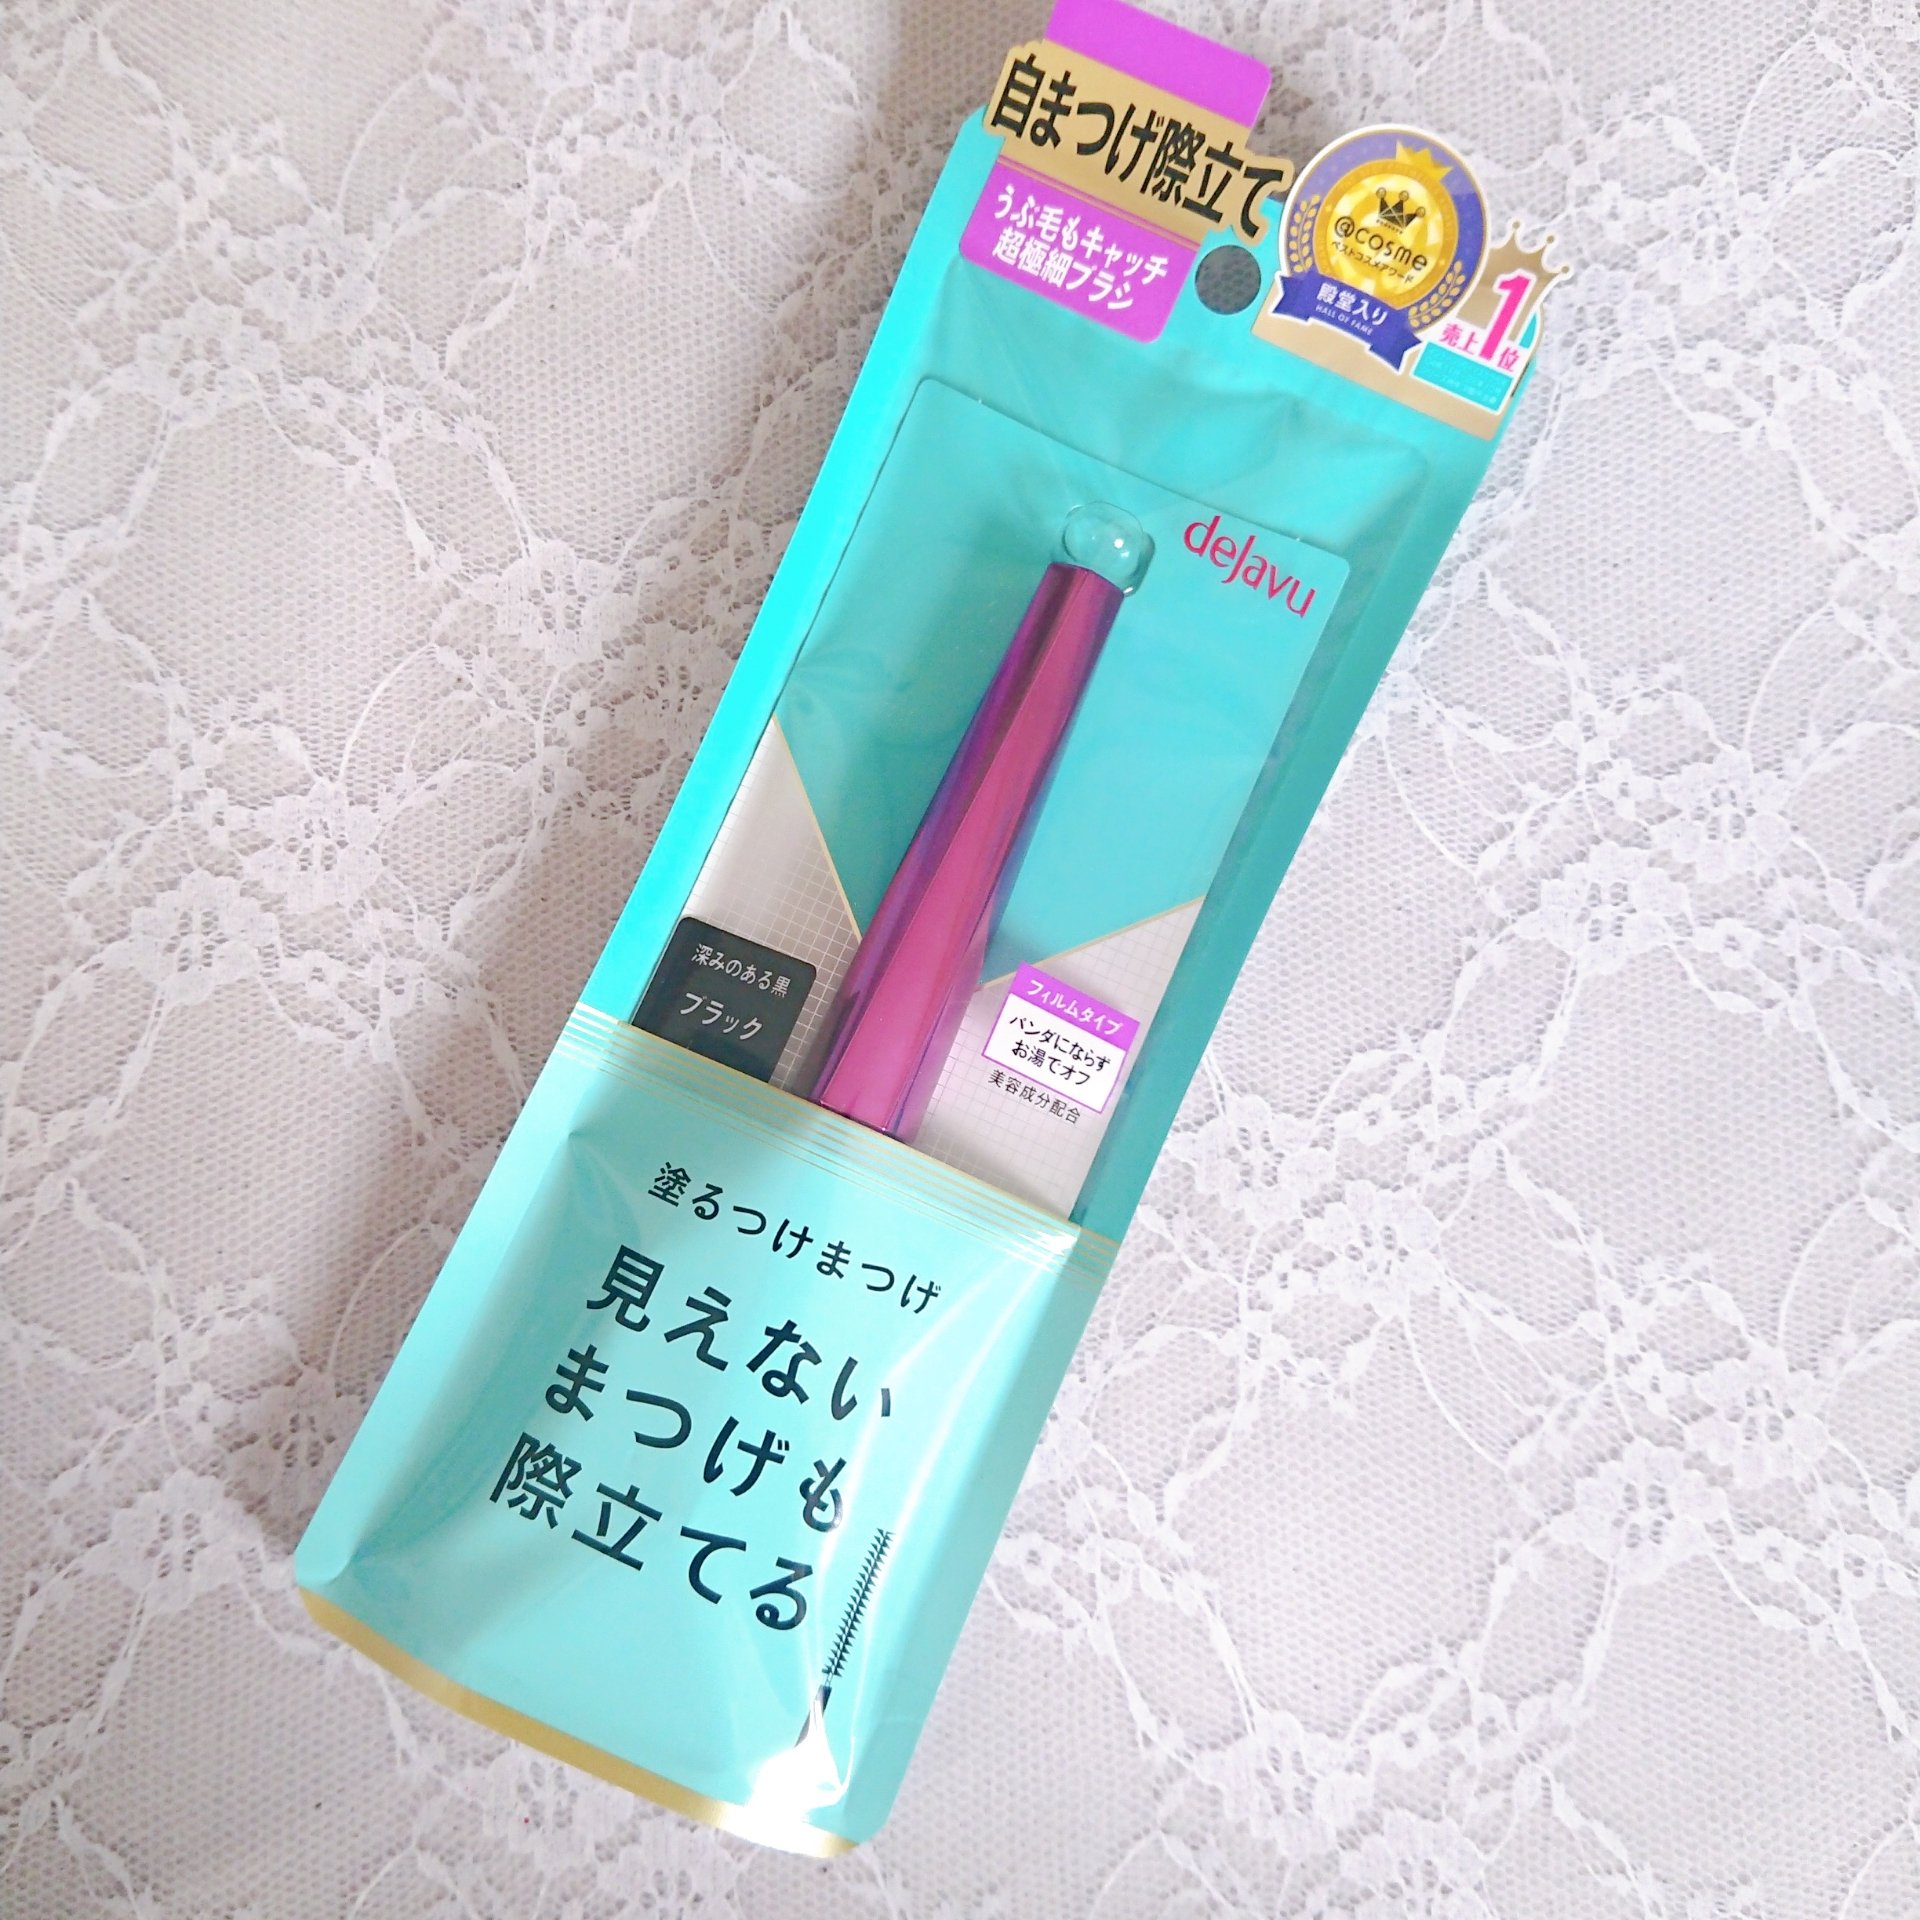 自まつげ際立て
うぶ毛もキャッチ
超極細ブラシ
@cosme
ベストコスメアワード
殿堂入り
HALL OF FAME
売上1位
dejavu
深みのある黒
ブラック
フィルムタイプ
パンダにならず
お湯でオフ
美容成分配合
塗るつけまつげ
見えない
まつげも
際立てる